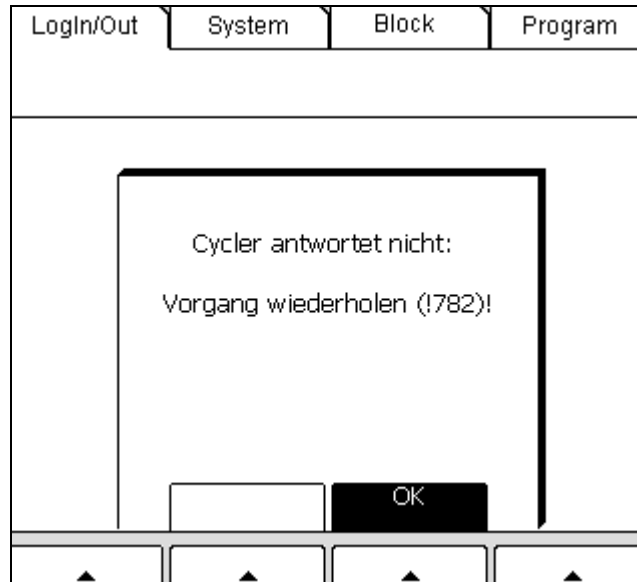 LogIn/Out System Block Program
Cycler antwortet nicht:
Vorgang wiederholen (!782)!
OK